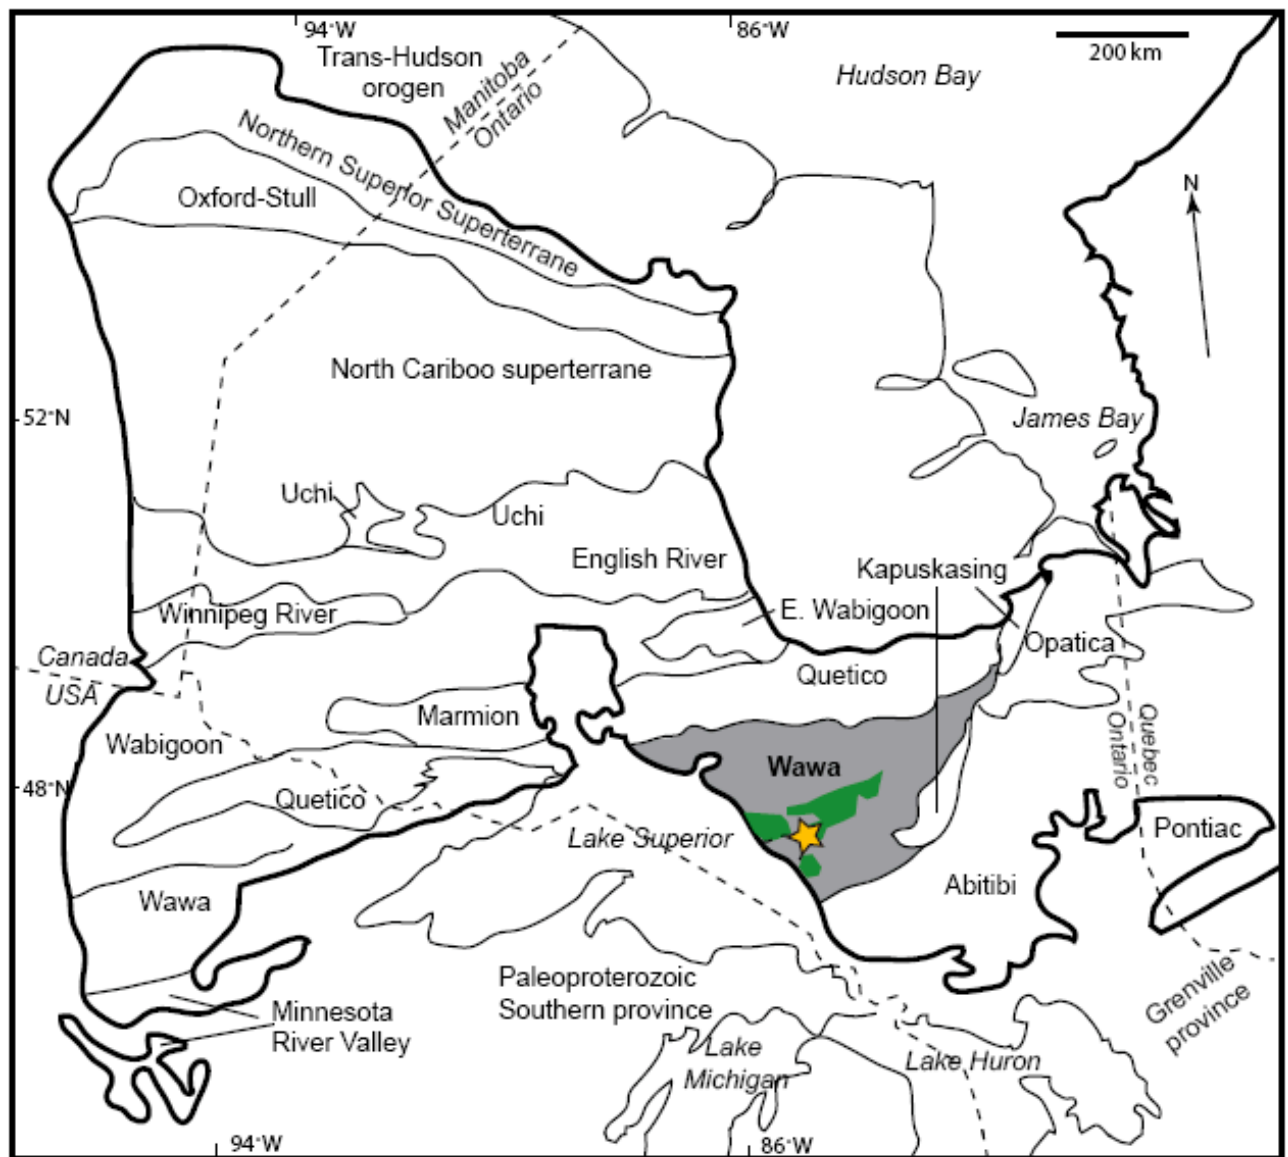 94°W
86°W
200 km
Trans-Hudson
orogen
Manitoba
Ontario
Hudson Bay
Northern Superior Superterrane
N
Oxford-Stull
North Cariboo superterrane
52°N
James Bay
Uchi
Uchi
English River
Kapuskasing
Winnipeg River
E. Wabigoon
Opatica
Canada
USA
Quetico
Marmion
Wabigoon
Quebec
Ontario
Wawa
48°N
Quetico
Lake Superior
Pontiac
Abitibi
Wawa
Paleoproterozoic
Southern province
Grenville
province
Minnesota
River Valley
Lake
Michigan
Lake Huron
94°W
86°W